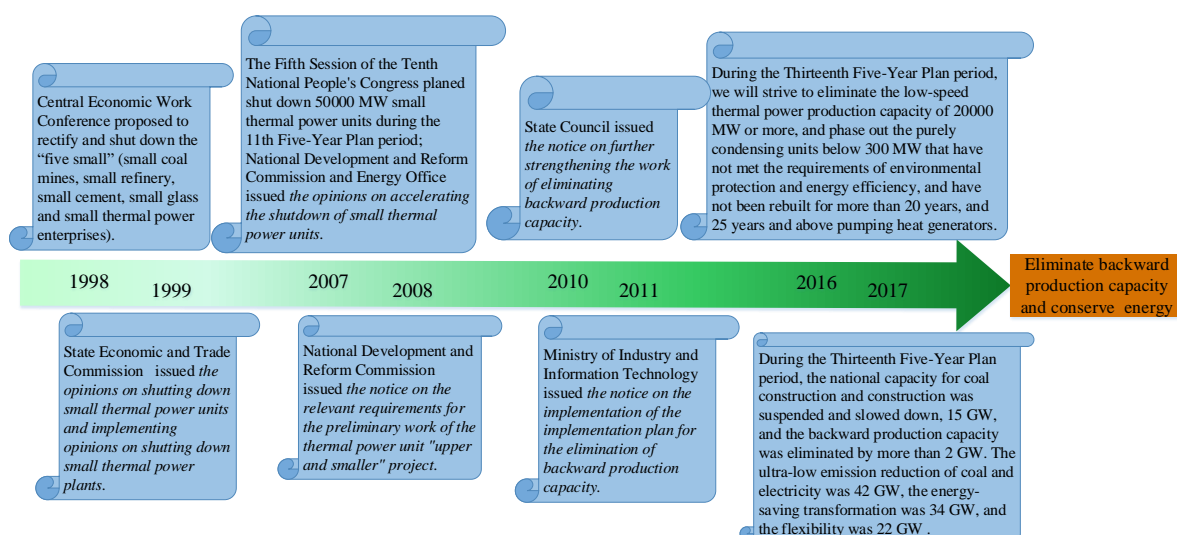 Central Economic Work
Conference proposed to
rectify and shut down the
“five small” (small coal
mines, small refinery,
small cement, small glass
and small thermal power
enterprises).
The Fifth Session of the Tenth
National People's Congress planed
shut down 50000 MW small
thermal power units during the
11th Five-Year Plan period;
National Development and Reform
Commission and Energy Office
issued the opinions on accelerating
the shutdown of small thermal
power units.
State Council issued
the notice on further
strengthening the work
of eliminating
backward production
capacity.
During the Thirteenth Five-Year Plan period,
we will strive to eliminate the low-speed
thermal power production capacity of 20000
MW or more, and phase out the purely
condensing units below 300 MW that have
not met the requirements of environmental
protection and energy efficiency, and have
not been rebuilt for more than 20 years, and
25 years and above pumping heat generators.
1998
1999
2007
2008
2010
2011
2016
2017
Eliminate backward
production capacity
and conserve energy
State Economic and Trade
Commission issued the
opinions on shutting down
small thermal power units
and implementing
opinions on shutting down
small thermal power
plants.
National Development and
Reform Commission
issued the notice on the
relevant requirements for
the preliminary work of the
thermal power unit "upper
and smaller" project.
Ministry of Industry and
Information Technology
issued the notice on the
implementation of the
implementation plan for
the elimination of
backward production
capacity.
During the Thirteenth Five-Year Plan
period, the national capacity for coal
construction and construction was
suspended and slowed down, 15 GW,
and the backward production capacity
was eliminated by more than 2 GW. The
ultra-low emission reduction of coal and
electricity was 42 GW, the energy-
saving transformation was 34 GW, and
the flexibility was 22 GW .